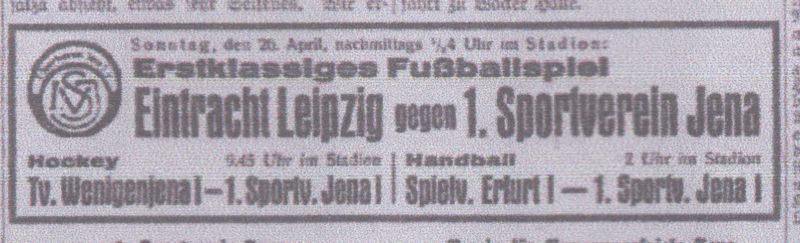 Sonntag, den 26. April, nachmittags ¼4 Uhr im Stadion:
Erstklassiges Fußballspiel
Eintracht Leipzig gegen 1. Sportverein Jena
Hockey 9.45 Uhr im Stadion
Tv. Wenigenjena I — 1. Sportv. Jena I
Handball 2 Uhr im Stadion
Spielv. Erfurt I — 1. Sportv. Jena I